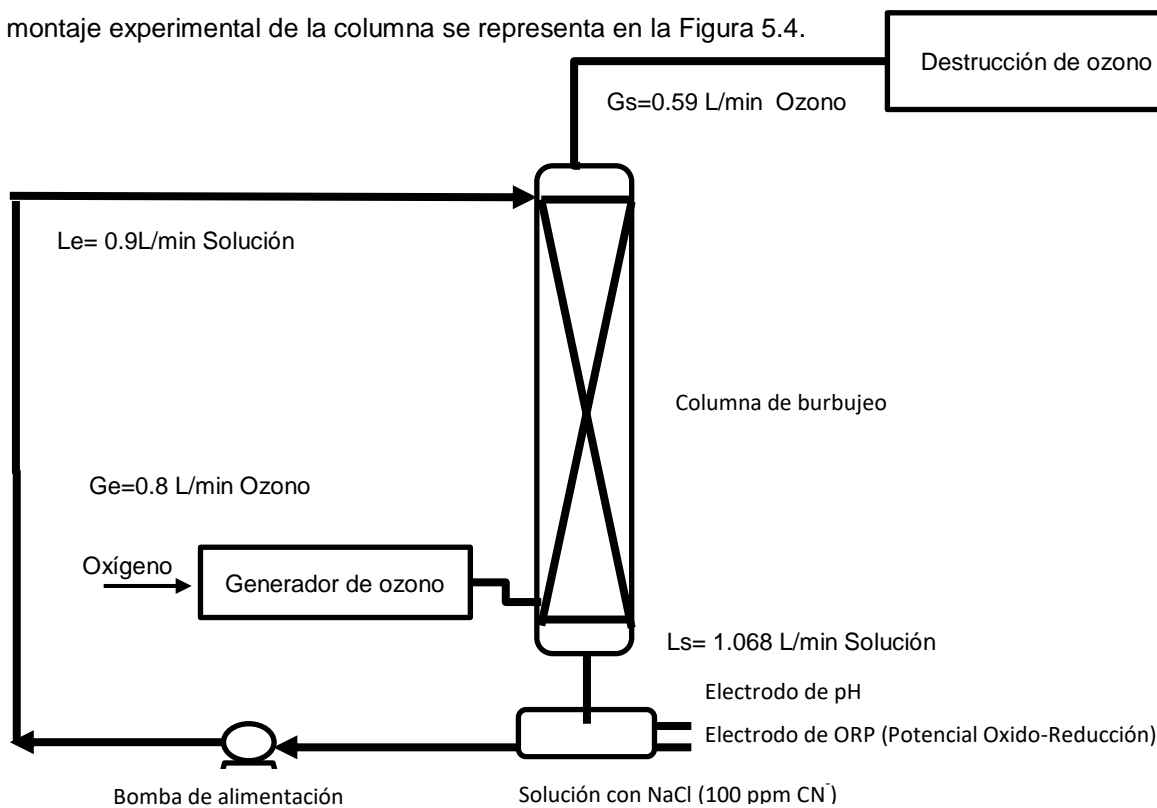 montaje experimental de la columna se representa en la Figura 5.4.
Destrucción de ozono
Gs=0.59 L/min Ozono
Le= 0.9L/min Solución
Columna de burbujeo
Ge=0.8 L/min Ozono
Oxígeno
Generador de ozono
Ls= 1.068 L/min Solución
Electrodo de pH
Electrodo de ORP (Potencial Oxido-Reducción)
Bomba de alimentación
Solución con NaCl (100 ppm CN⁻)